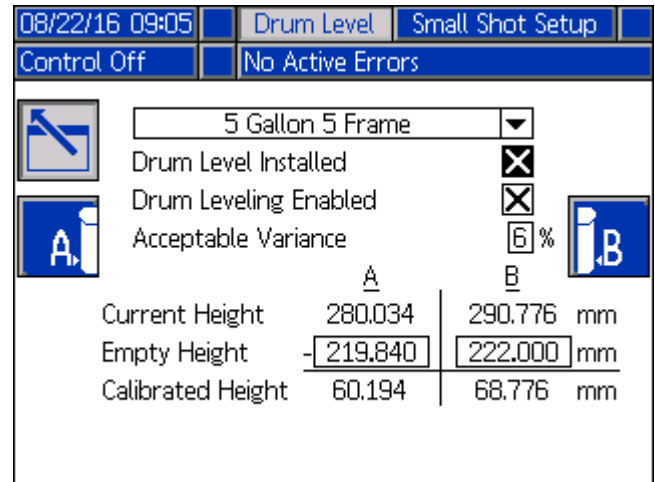 08/22/16 09:05 Drum Level Small Shot Setup
Control Off No Active Errors
5 Gallon 5 Frame
Drum Level Installed
Drum Leveling Enabled
Acceptable Variance 6 %
A B
A B
Current Height 280.034 290.776 mm
Empty Height - 219.840 222.000 mm
Calibrated Height 60.194 68.776 mm